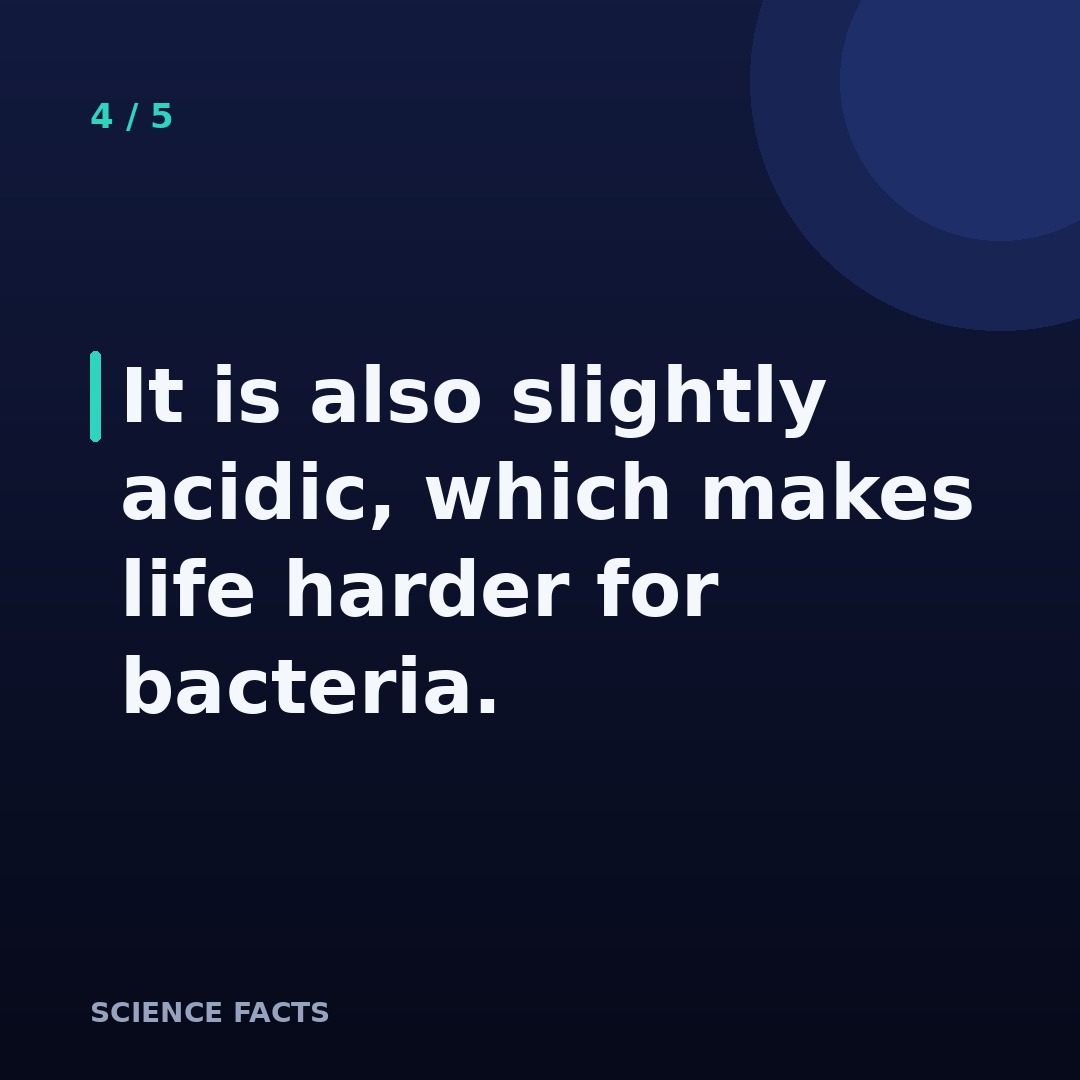 4 / 5
It is also slightly
acidic, which makes
life harder for
bacteria.
SCIENCE FACTS